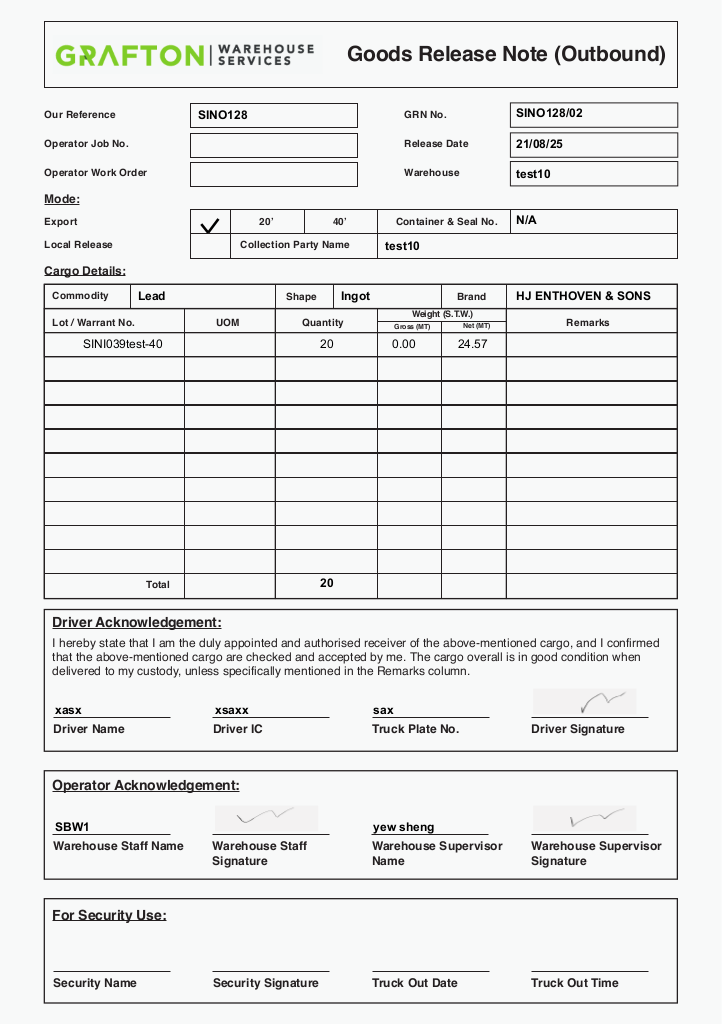 GRAFTON WAREHOUSE SERVICES
Goods Release Note (Outbound)
Our Reference SINO128 GRN No. SINO128/02
Operator Job No. Release Date 21/08/25
Operator Work Order Warehouse test10
Mode:
Export 20' 40' Container & Seal No. N/A
Local Release Collection Party Name test10
Cargo Details:
Commodity Lead Shape Ingot Brand HJ ENTHOVEN & SONS
Lot / Warrant No. UOM Quantity Weight (S.T.W.) Remarks
Gross (MT) Net (MT)
SINI039test-40 20 0.00 24.57
Total 20
Driver Acknowledgement:
I hereby state that I am the duly appointed and authorised receiver of the above-mentioned cargo, and I confirmed
that the above-mentioned cargo are checked and accepted by me. The cargo overall is in good condition when
delivered to my custody, unless specifically mentioned in the Remarks column.
xasx xsaxx sax
Driver Name Driver IC Truck Plate No. Driver Signature
Operator Acknowledgement:
SBW1 yew sheng
Warehouse Staff Name Warehouse Staff Signature Warehouse Supervisor Name Warehouse Supervisor Signature
For Security Use:
Security Name Security Signature Truck Out Date Truck Out Time